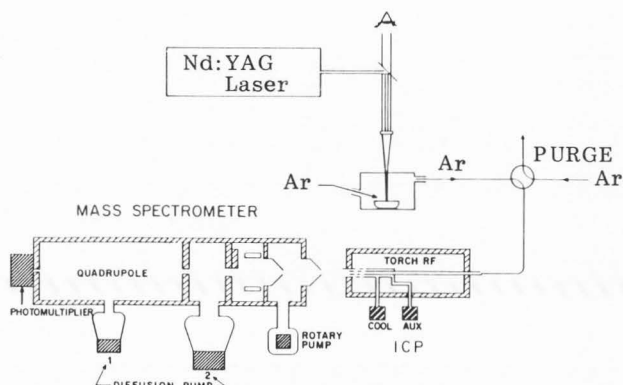 Nd:YAG
Laser
Ar
PURGE
Ar
Ar
MASS SPECTROMETER
TORCH RF
QUADRUPOLE
PHOTOMULTIPLIER
ROTARY
PUMP
COOL AUX
ICP
1
2
DIFFUSION PUMP